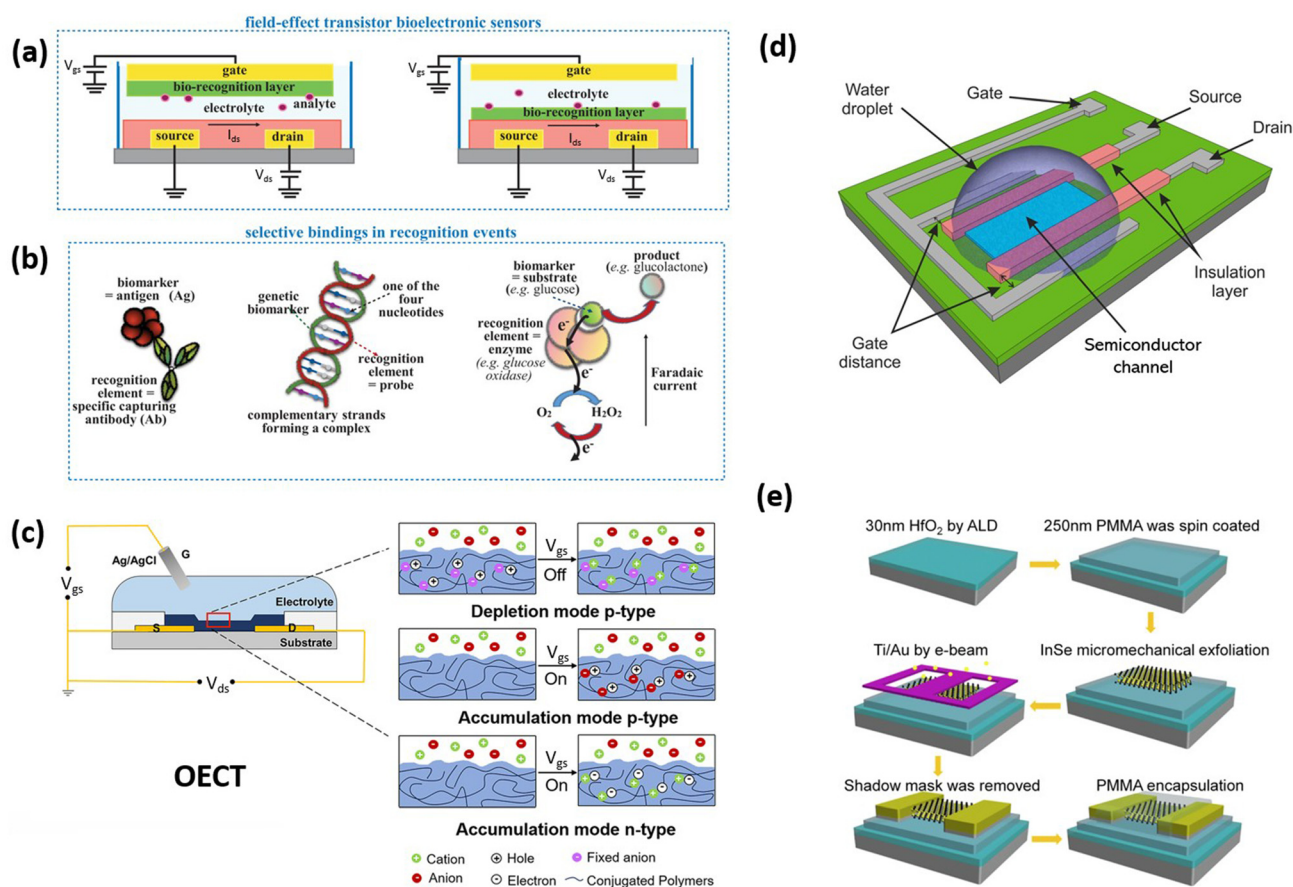 field-effect transistor bioelectronic sensors
(a)
Vgs
gate
bio-recognition layer
analyte
electrolyte
Ids
source
drain
Vds
Vgs
gate
electrolyte
bio-recognition layer
Ids
source
drain
Vds
selective bindings in recognition events
(b)
biomarker
= antigen (Ag)
recognition
element =
specific capturing
antibody (Ab)
genetic
biomarker
one of the
four
nucleotides
recognition
element
= probe
complementary strands
forming a complex
biomarker
= substrate
(e.g. glucose)
product
(e.g. glucolactone)
recognition
element =
enzyme
(e.g. glucose
oxidase)
e-
e-
O2
H2O2
e-
Faradaic
current
(c)
Ag/AgCl
G
Vgs
Electrolyte
S
D
Substrate
Vds
OECT
Vgs
Off
Depletion mode p-type
Vgs
On
Accumulation mode p-type
Vgs
On
Accumulation mode n-type
Cation
Hole
Fixed anion
Anion
Electron
Conjugated Polymers
(d)
Water
droplet
Gate
Source
Drain
Insulation
layer
Gate
distance
Semiconductor
channel
(e)
30nm HfO2 by ALD
250nm PMMA was spin coated
Ti/Au by e-beam
InSe micromechanical exfoliation
Shadow mask was removed
PMMA encapsulation